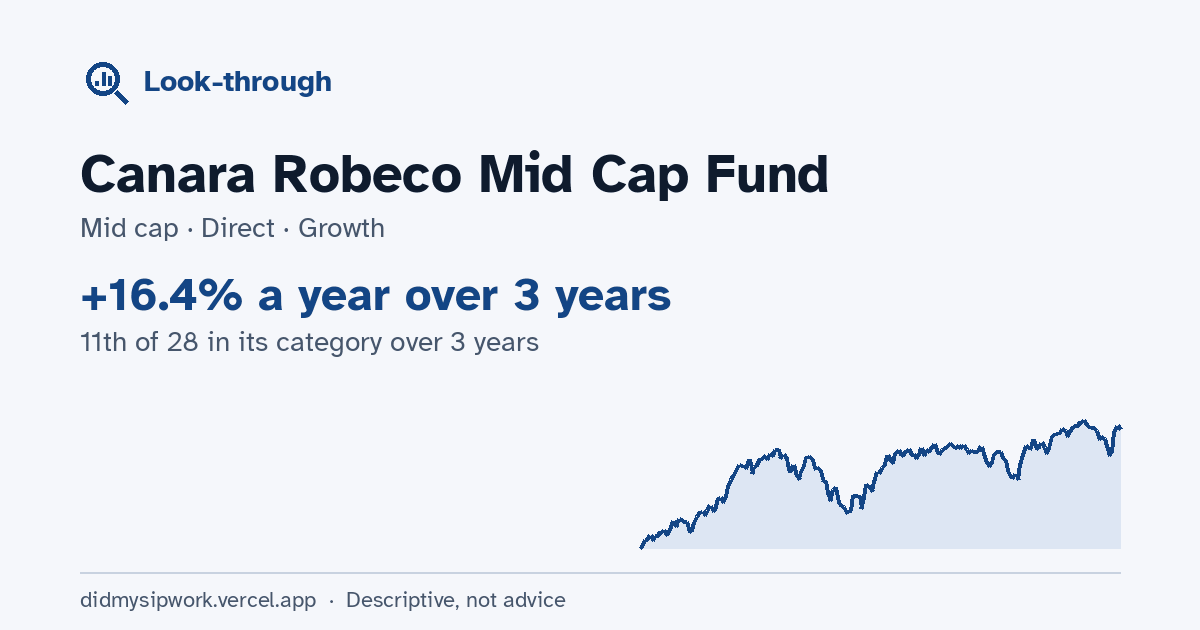 Look-through
Canara Robeco Mid Cap Fund
Mid cap · Direct · Growth
+16.4% a year over 3 years
11th of 28 in its category over 3 years
didmysipwork.vercel.app · Descriptive, not advice